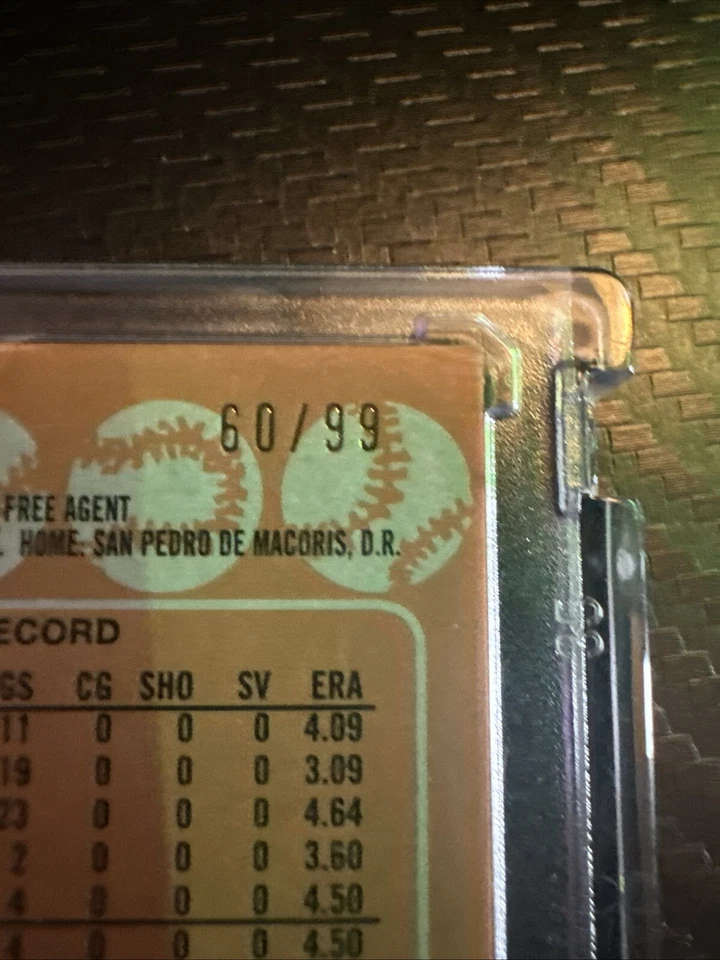 60/99
FREE AGENT
HOME: SAN PEDRO DE MACORIS, D.R.
ECORD
GS CG SHO SV ERA
11 0 0 0 4.09
19 0 0 0 3.09
23 0 0 0 4.64
2 0 0 0 3.60
4 0 0 0 4.50
4 0 0 0 4.50